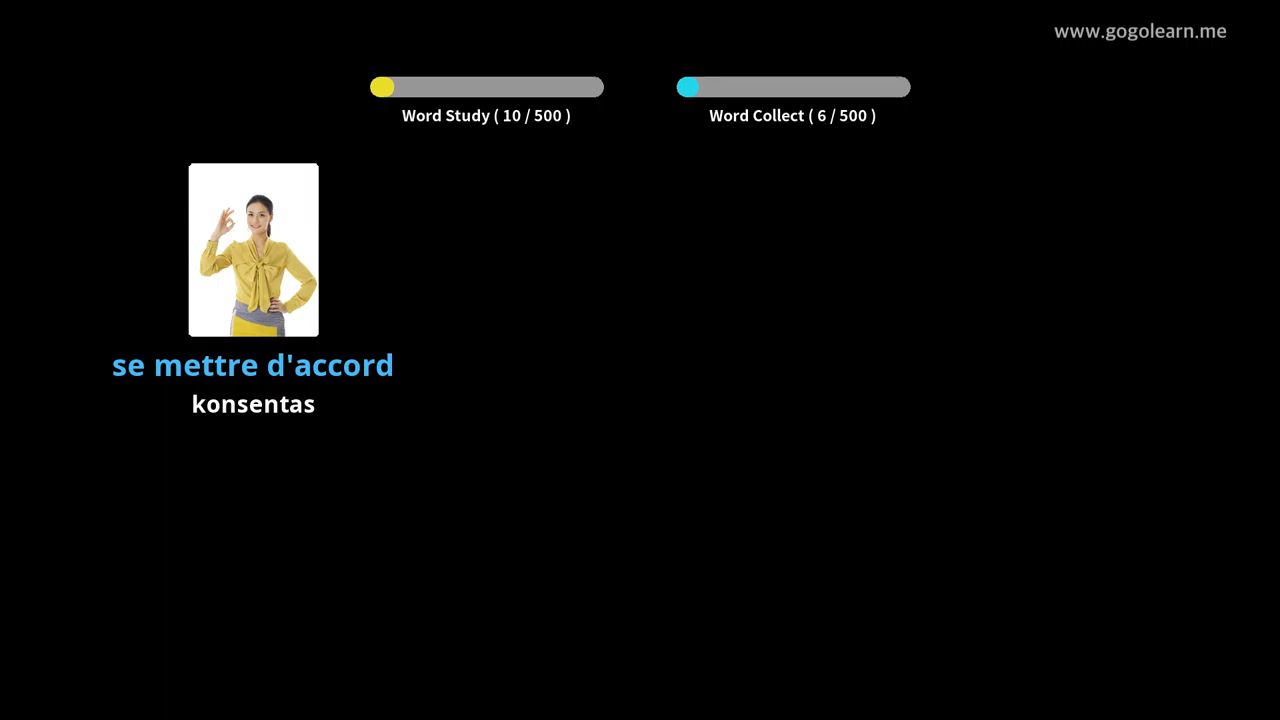 www.gogolearn.me
Word Study ( 10 / 500 )
Word Collect ( 6 / 500 )
se mettre d'accord
konsentas